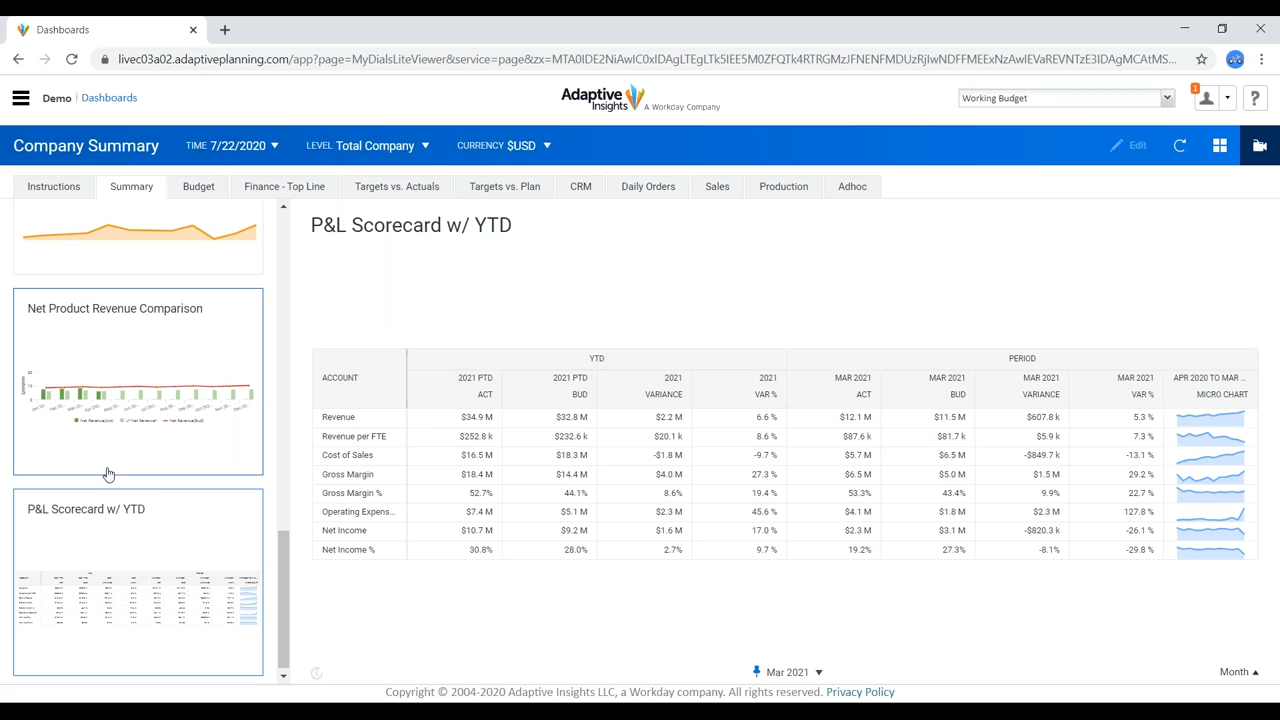 Dashboards
livec03a02.adaptiveplanning.com/app?page=MyDialsLiteViewer&service=page&zz=
Demo Dashboards
Adaptive Insights A Workday Company
Working Budget
1
?
Company Summary TIME 7/22/2020 LEVEL Total Company CURRENCY $USD Edit
Instructions Summary Budget Finance - Top Line Targets vs. Actuals Targets vs. Plan CRM Daily Orders Sales Production Adhoc
Net Product Revenue Comparison
P&L Scorecard w/ YTD
P&L Scorecard w/ YTD
YTD PERIOD
ACCOUNT 2021 PTD 2021 PTD 2021 2021 MAR 2021 MAR 2021 MAR 2021 MAR 2021 APR 2020 TO MAR ...
ACT BUD VARIANCE VAR % ACT BUD VARIANCE VAR % MICRO CHART
Revenue $34.9 M $32.8 M $2.2 M 6.6 % $12.1 M $11.5 M $607.8 k 5.3 %
Revenue per FTE $252.8 k $232.6 k $20.1 k 8.6 % $87.6 k $81.7 k $5.9 k 7.3 %
Cost of Sales $16.5 M $18.3 M -$1.8 M -9.7 % $5.7 M $6.5 M -$849.7 k -13.1 %
Gross Margin $18.4 M $14.4 M $4.0 M 27.3 % $6.5 M $5.0 M $1.5 M 29.2 %
Gross Margin % 52.7% 44.1% 8.6% 19.4 % 53.3% 43.4% 9.9% 22.7 %
Operating Expens... $7.4 M $5.1 M $2.3 M 45.6 % $4.1 M $1.8 M $2.3 M 127.8 %
Net Income $10.7 M $9.2 M $1.6 M 17.0 % $2.3 M $3.1 M -$820.3 k -26.1 %
Net Income % 30.8% 28.0% 2.7% 9.7 % 19.2% 27.3% -8.1% -29.8 %
Mar 2021
Month
Copyright © 2004-2020 Adaptive Insights LLC, a Workday company. All rights reserved. Privacy Policy